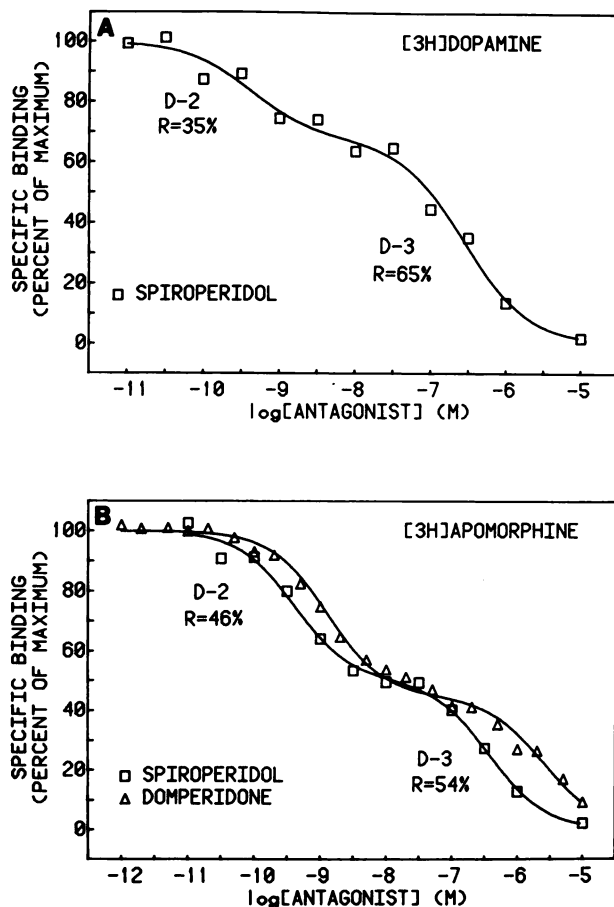 A
[3H]DOPAMINE
SPECIFIC BINDING
(PERCENT OF MAXIMUM)
100
80
60
40
20
0
D-2
R=35%
D-3
R=65%
SPIROPERIDOL
-11 -10 -9 -8 -7 -6 -5
log[ANTAGONIST] (M)
B
[3H]APOMORPHINE
SPECIFIC BINDING
(PERCENT OF MAXIMUM)
100
80
60
40
20
0
D-2
R=46%
D-3
R=54%
SPIROPERIDOL
DOMPERIDONE
-12 -11 -10 -9 -8 -7 -6 -5
log[ANTAGONIST] (M)